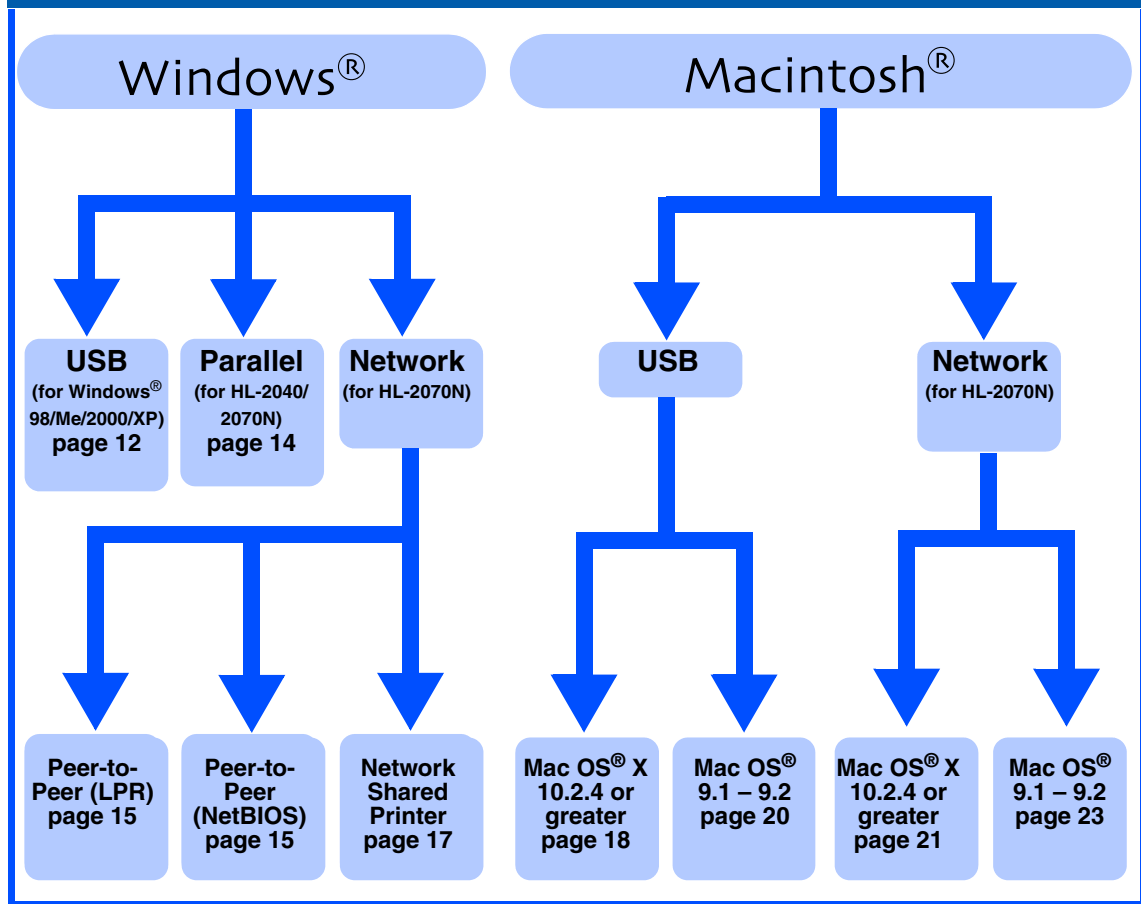 Windows®
Macintosh®
USB
(for Windows®
98/Me/2000/XP)
page 12
Parallel
(for HL-2040/
2070N)
page 14
Network
(for HL-2070N)
USB
Network
(for HL-2070N)
Peer-to-
Peer (LPR)
page 15
Peer-to-
Peer
(NetBIOS)
page 15
Network
Shared
Printer
page 17
Mac OS® X
10.2.4 or
greater
page 18
Mac OS®
9.1 – 9.2
page 20
Mac OS® X
10.2.4 or
greater
page 21
Mac OS®
9.1 – 9.2
page 23